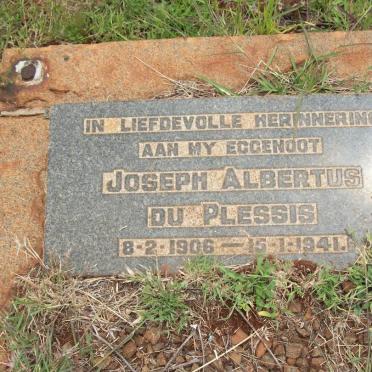 IN LIEFDEVOLLE HERINNERING
AAN MY EGGENOOT
JOSEPH ALBERTUS
DU PLESSIS
8-2-1906 — 15-1-1941.